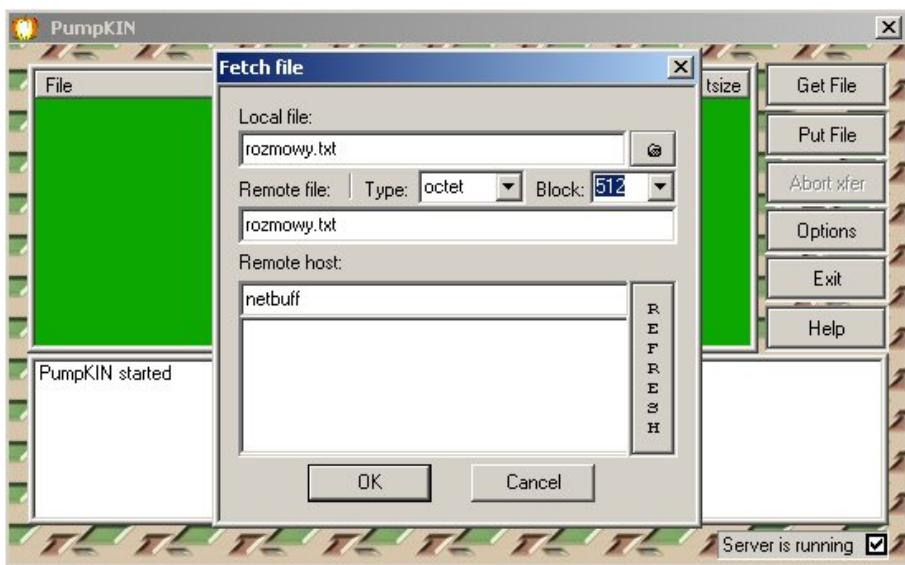 PumpKIN
Fetch file
File
tsize
Get File
Local file:
rozmowy.txt
Put File
Remote file: Type: octet Block: 512
Abort xfer
rozmowy.txt
Options
Remote host:
Exit
netbuff
REFRESH
Help
PumpKIN started
OK Cancel
Server is running